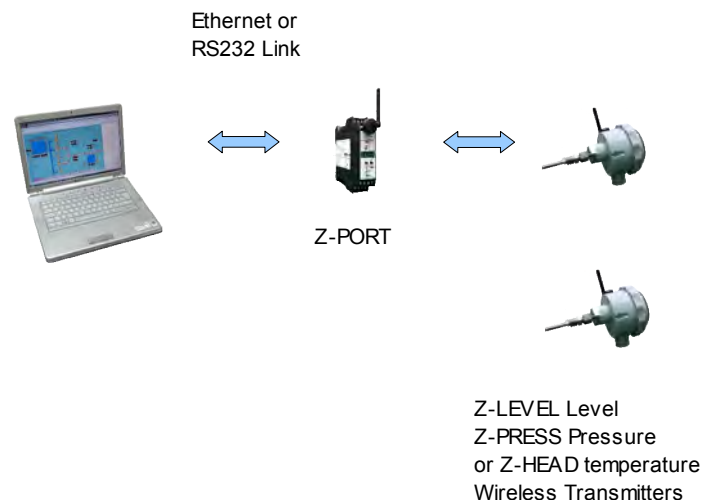 Ethernet or
RS232 Link
Z-PORT
Z-LEVEL Level
Z-PRESS Pressure
or Z-HEAD temperature
Wireless Transmitters